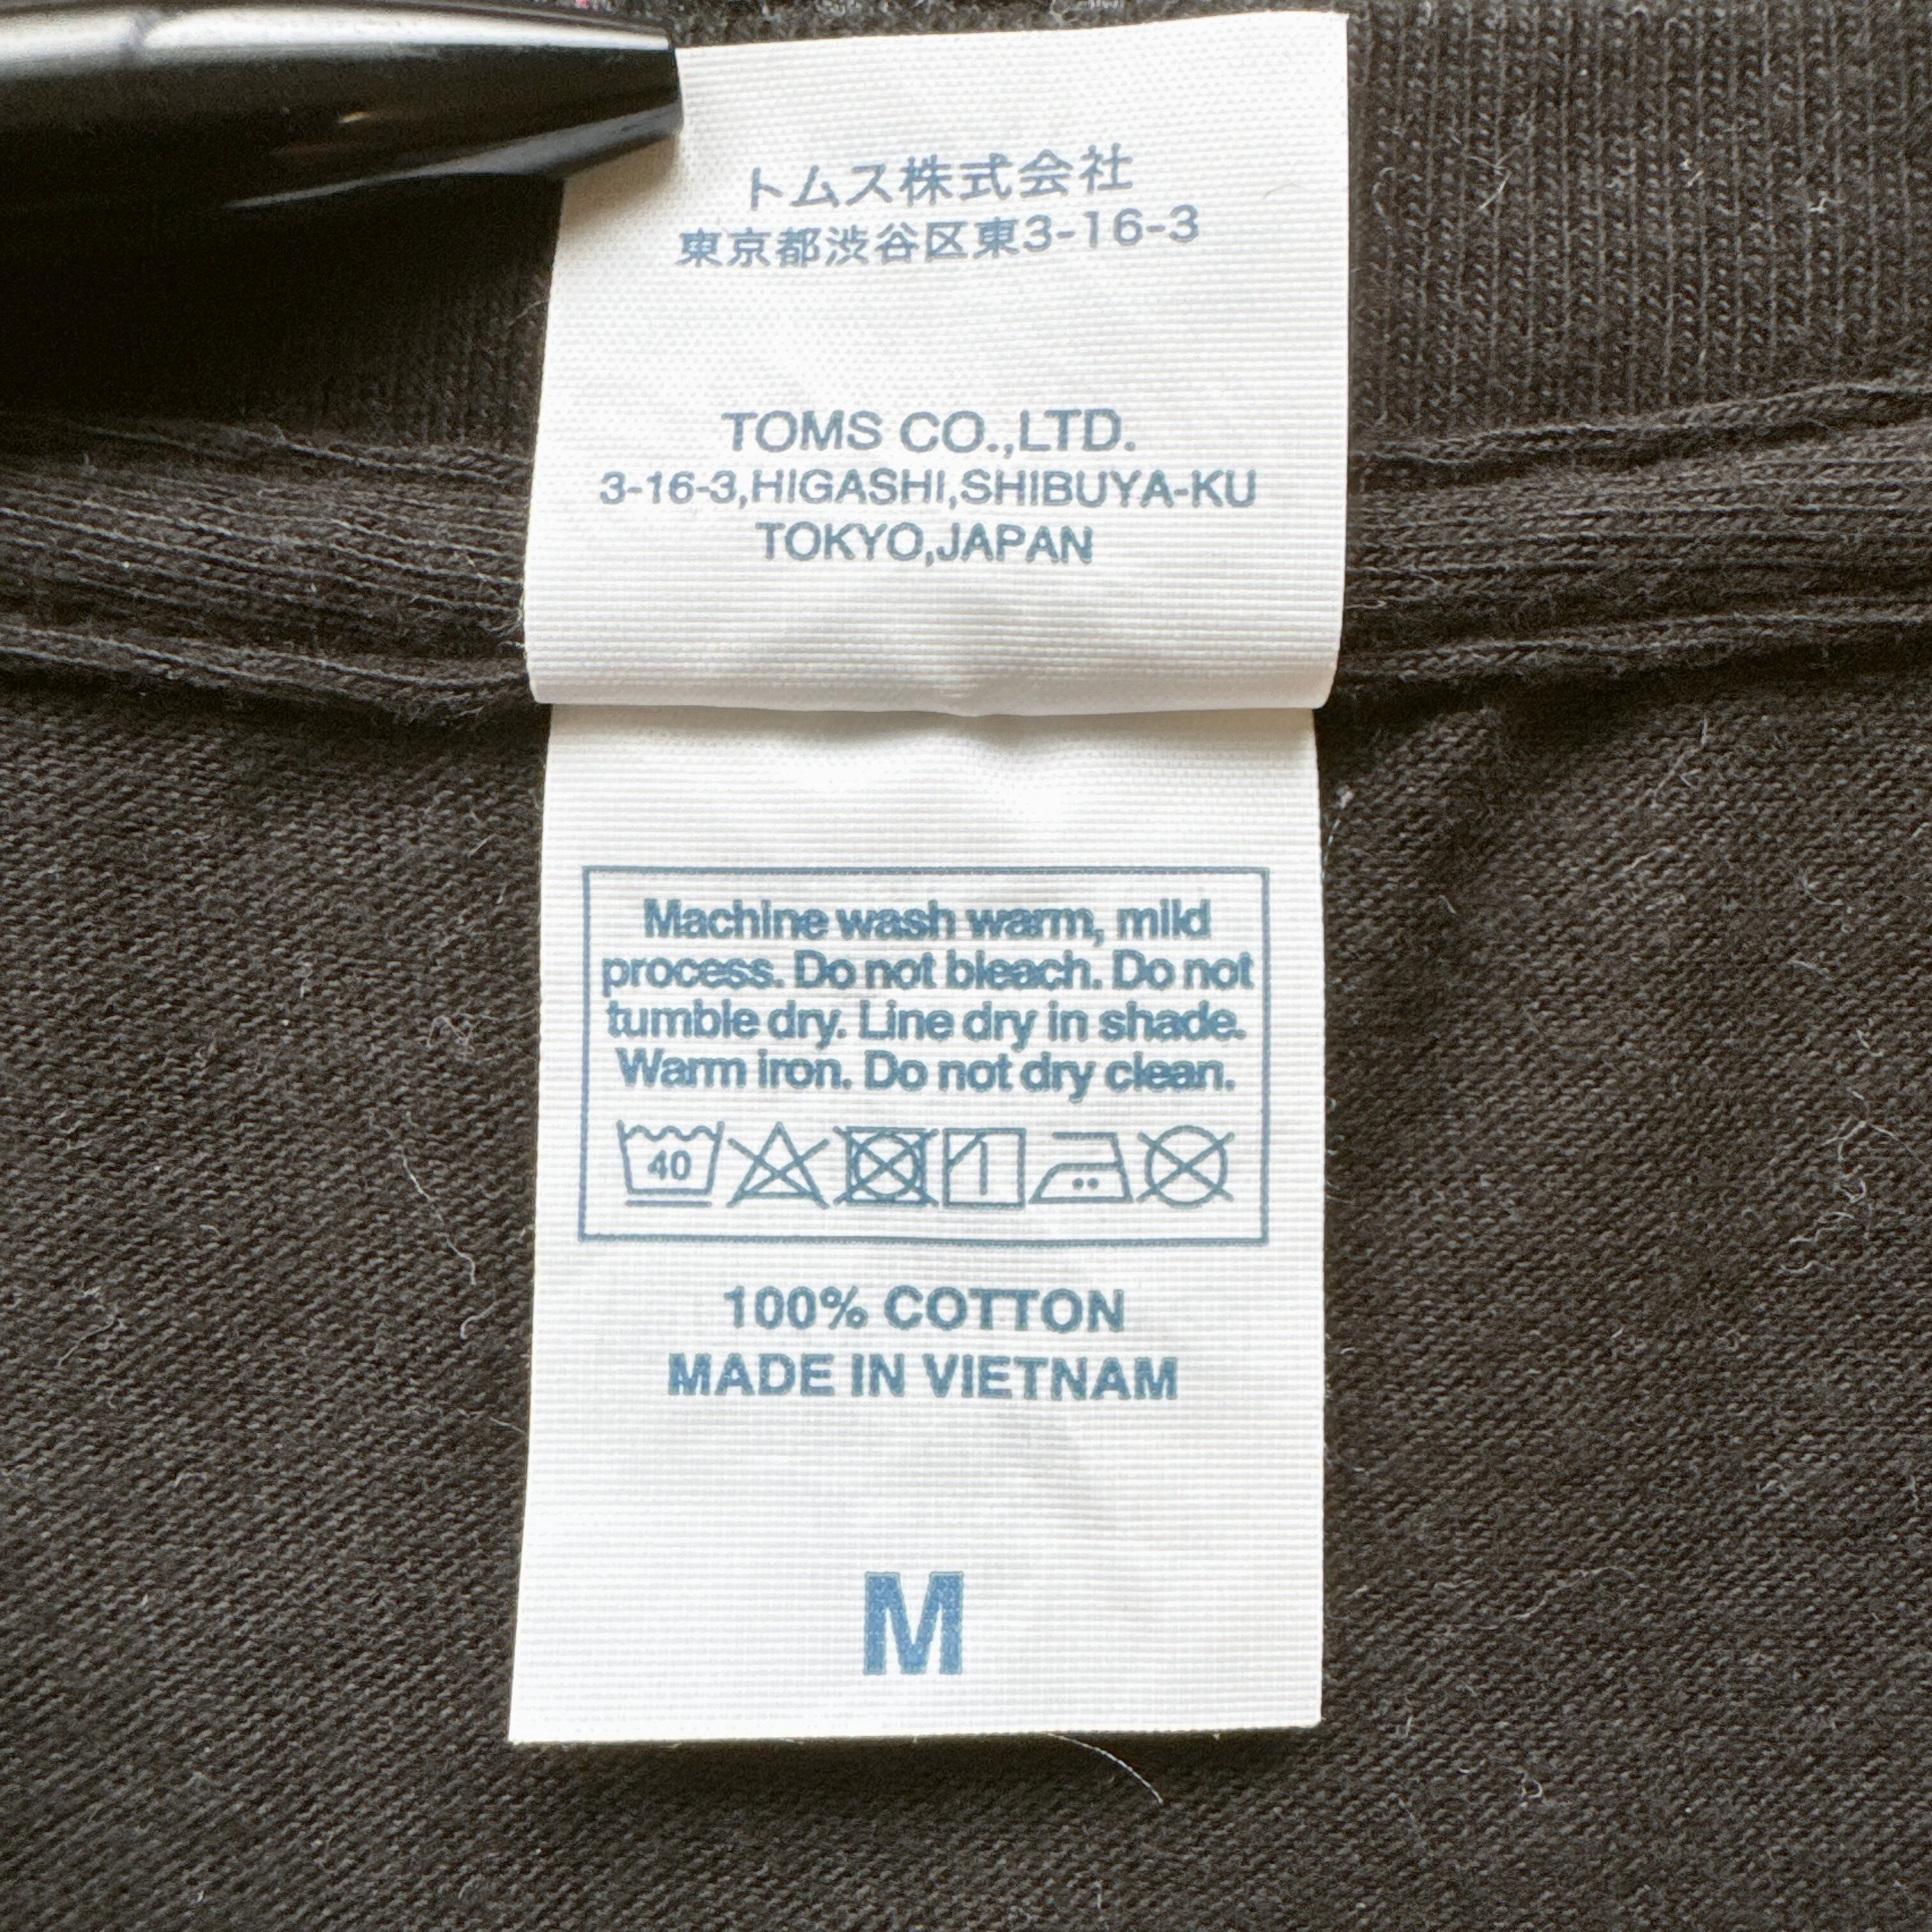 トムス株式会社
東京都渋谷区東3-16-3
TOMS CO.,LTD.
3-16-3,HIGASHI,SHIBUYA-KU
TOKYO,JAPAN
Machine wash warm, mild
process. Do not bleach. Do not
tumble dry. Line dry in shade.
Warm iron. Do not dry clean.
40
100% COTTON
MADE IN VIETNAM
M